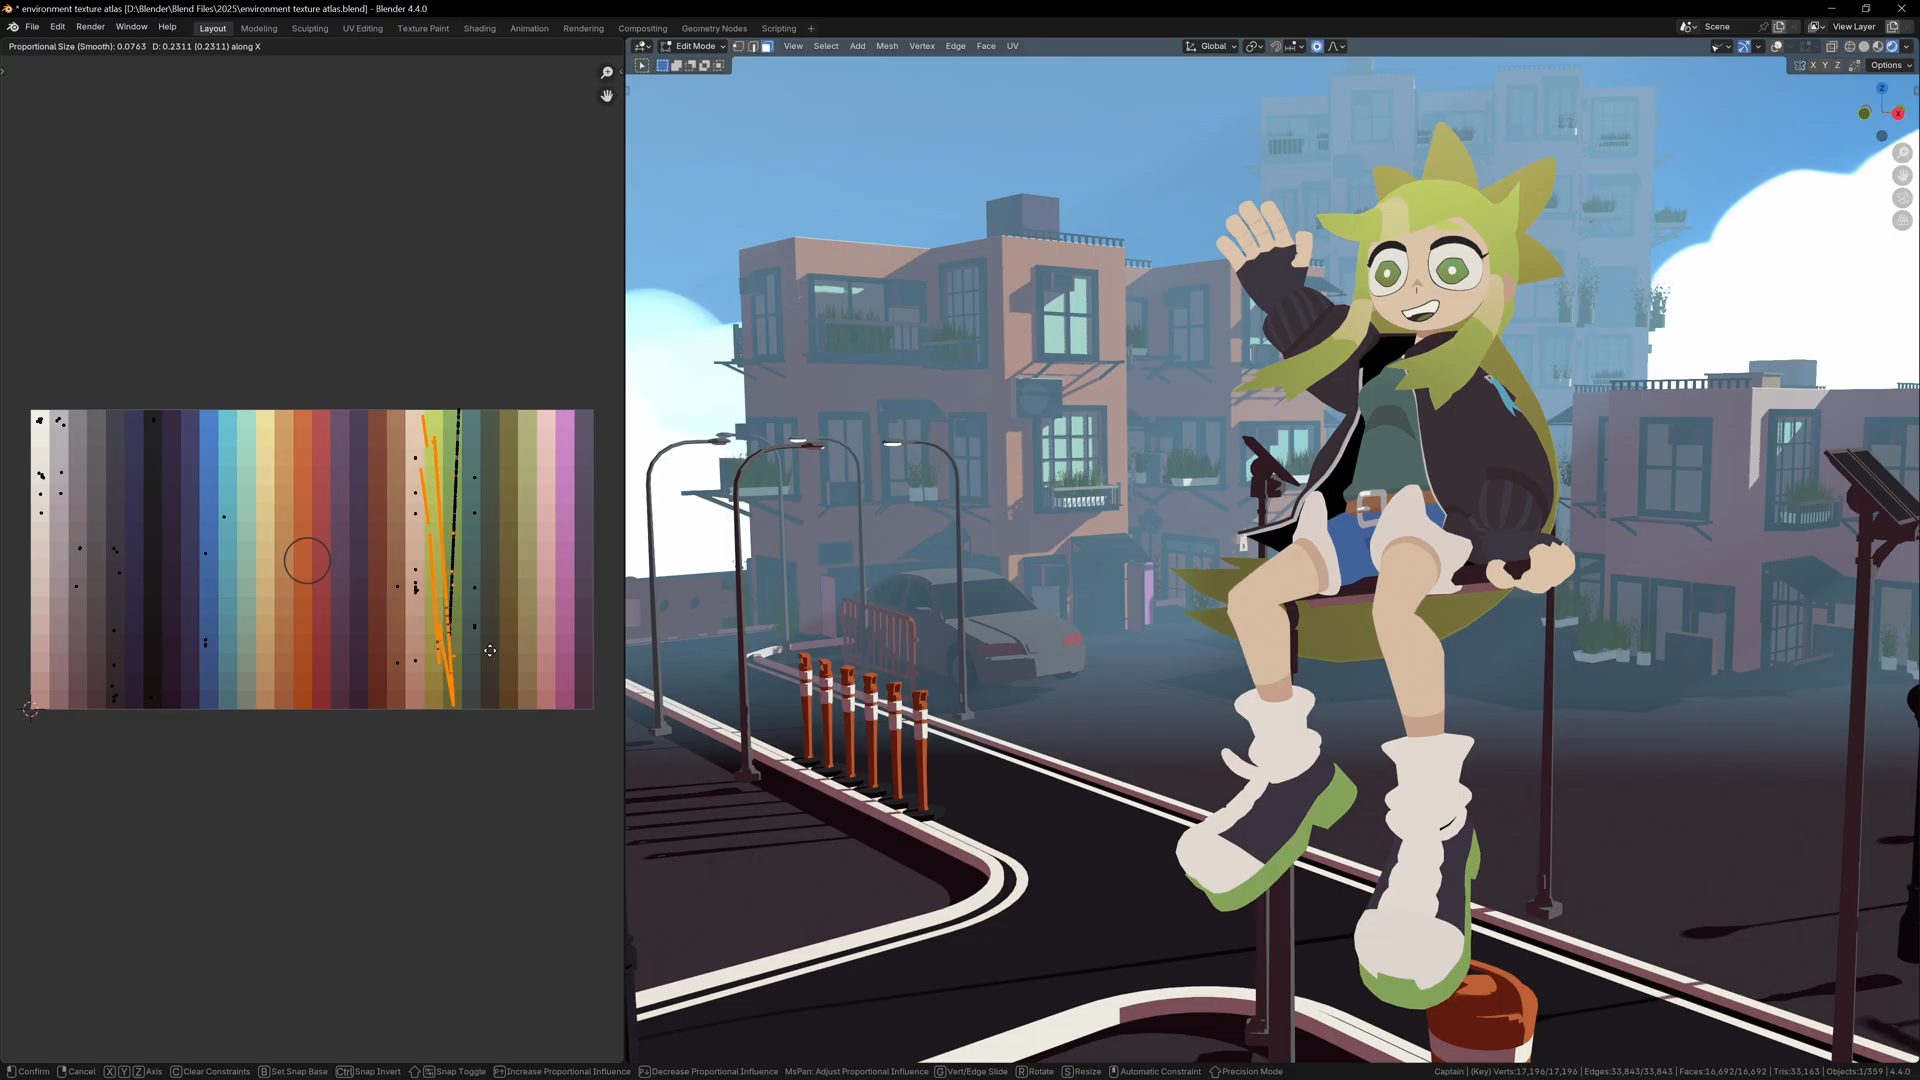 * environment texture atlas [D:\Blender\Blend Files\2025\environment texture atlas.blend] - Blender 4.4.0
File Edit Render Window Help Layout Modeling Sculpting UV Editing Texture Paint Shading Animation Rendering Compositing Geometry Nodes Scripting + Scene View Layer
Proportional Size (Smooth): 0.0763 D: 0.2311 (0.2311) along X
Edit Mode View Select Add Mesh Vertex Edge Face UV Global
X Y Z Options
Z
X
Confirm Cancel X Y Z Axis C Clear Constraints B Set Snap Base Ctrl Snap Invert Snap Toggle Increase Proportional Influence Decrease Proportional Influence MsPan: Adjust Proportional Influence G Vert/Edge Slide R Rotate S Resize Automatic Constraint Precision Mode Captain | (Key) Verts:17,196/17,196 | Edges:33,843/33,843 | Faces:16,692/16,692 | Tris:33,163 | Objects:1/359 | 4.4.0